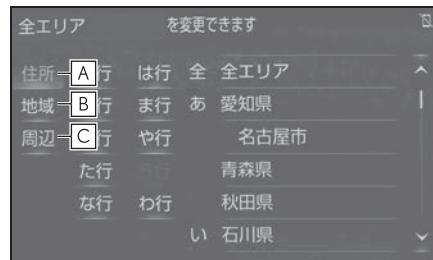 全エリア を変更できます
住所 A 行 は行 全 全エリア
地域 B 行 ま行 あ 愛知県
周辺 C 行 や行 名古屋市
た行 青森県
な行 わ行 秋田県
い 石川県